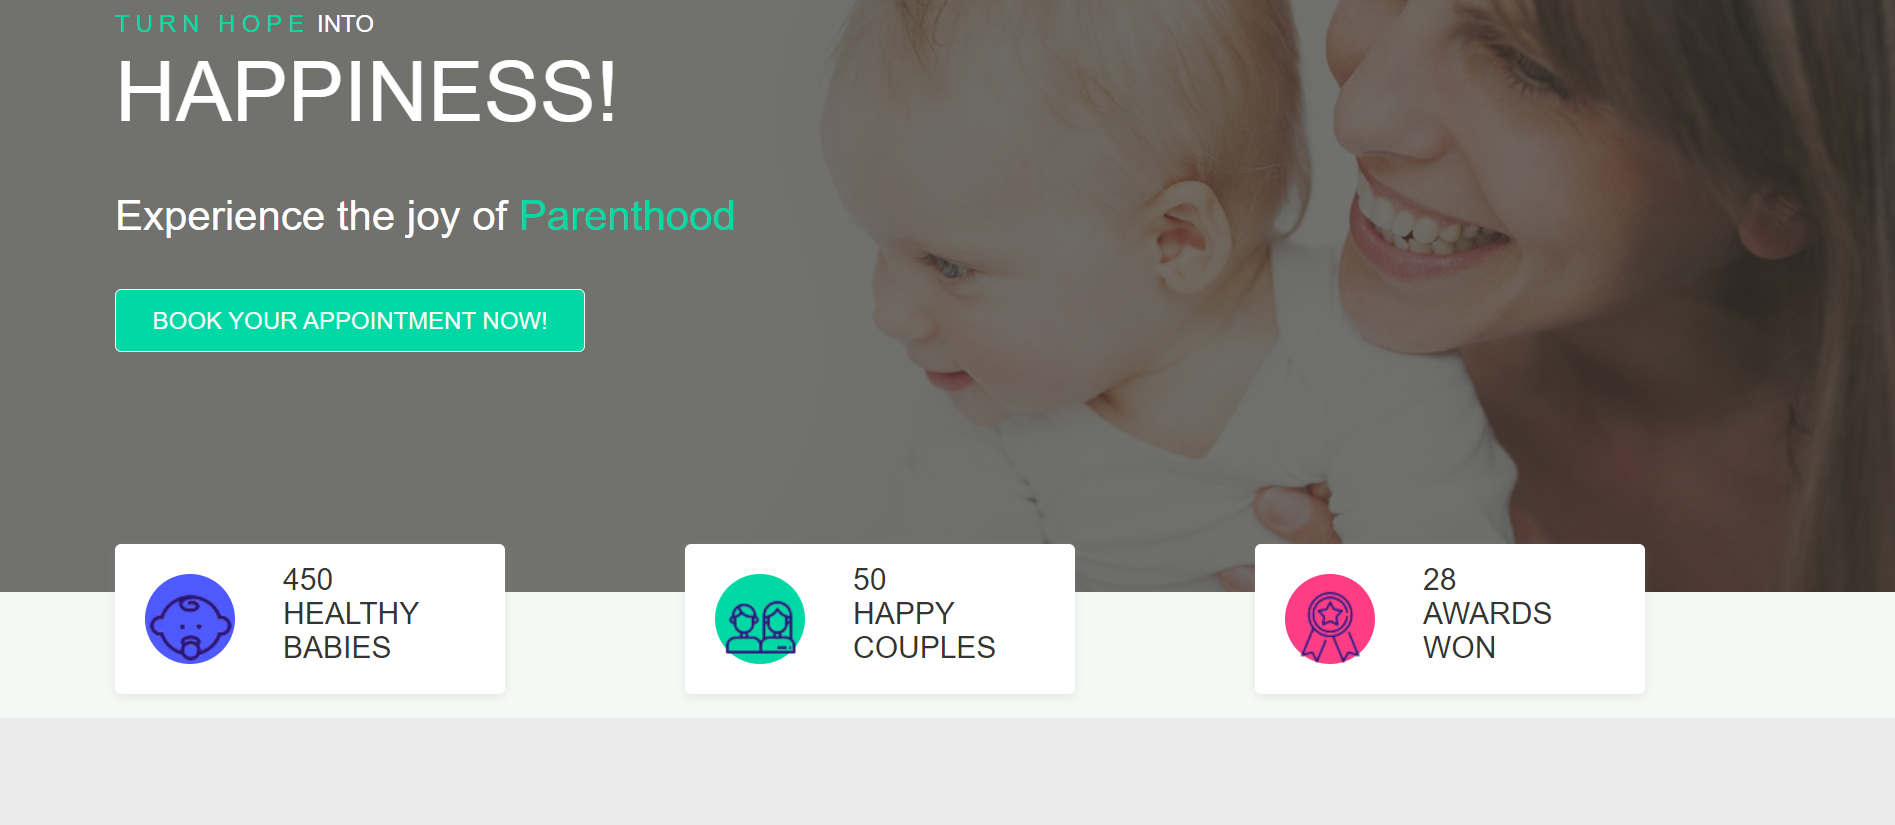 TURN HOPE INTO
HAPPINESS!
Experience the joy of Parenthood
BOOK YOUR APPOINTMENT NOW!
450
HEALTHY
BABIES
50
HAPPY
COUPLES
28
AWARDS
WON